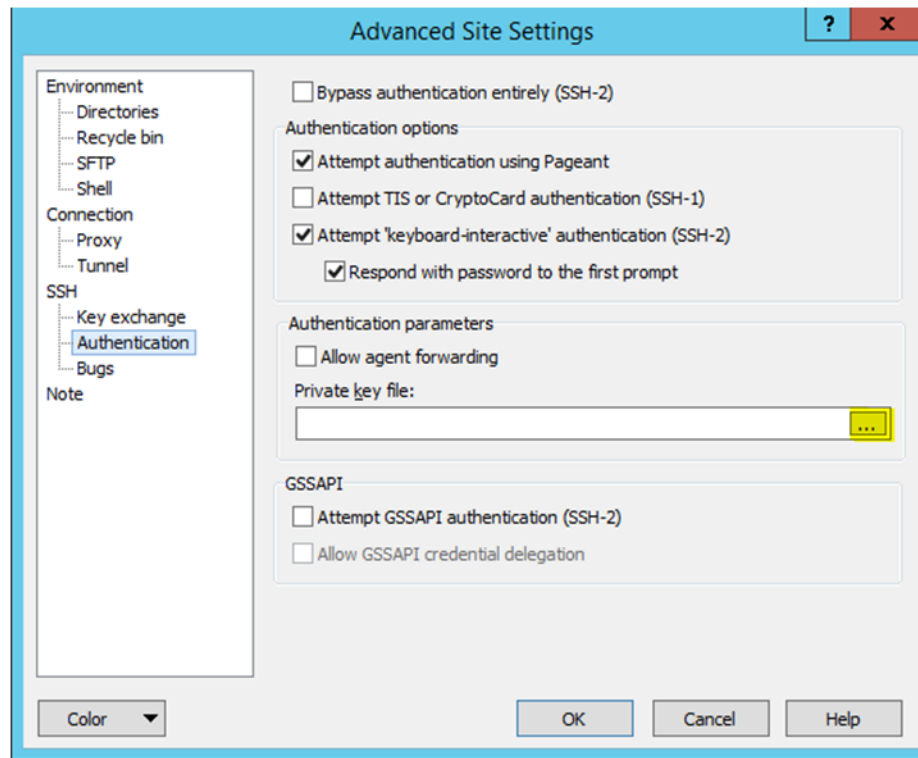 Advanced Site Settings
?
x
Environment
Directories
Recycle bin
SFTP
Shell
Connection
Proxy
Tunnel
SSH
Key exchange
Authentication
Bugs
Note
Bypass authentication entirely (SSH-2)
Authentication options
Attempt authentication using Pageant
Attempt TIS or CryptoCard authentication (SSH-1)
Attempt 'keyboard-interactive' authentication (SSH-2)
Respond with password to the first prompt
Authentication parameters
Allow agent forwarding
Private key file:
...
GSSAPI
Attempt GSSAPI authentication (SSH-2)
Allow GSSAPI credential delegation
Color
OK
Cancel
Help